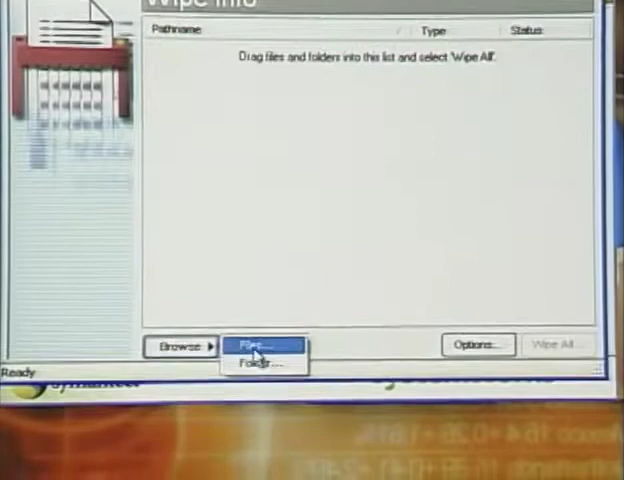 Wipe Info
Pathname Type Status
Drag files and folders into this list and select 'Wipe All'.
Browse Files... Options... Wipe All...
Folder...
Ready
symantec